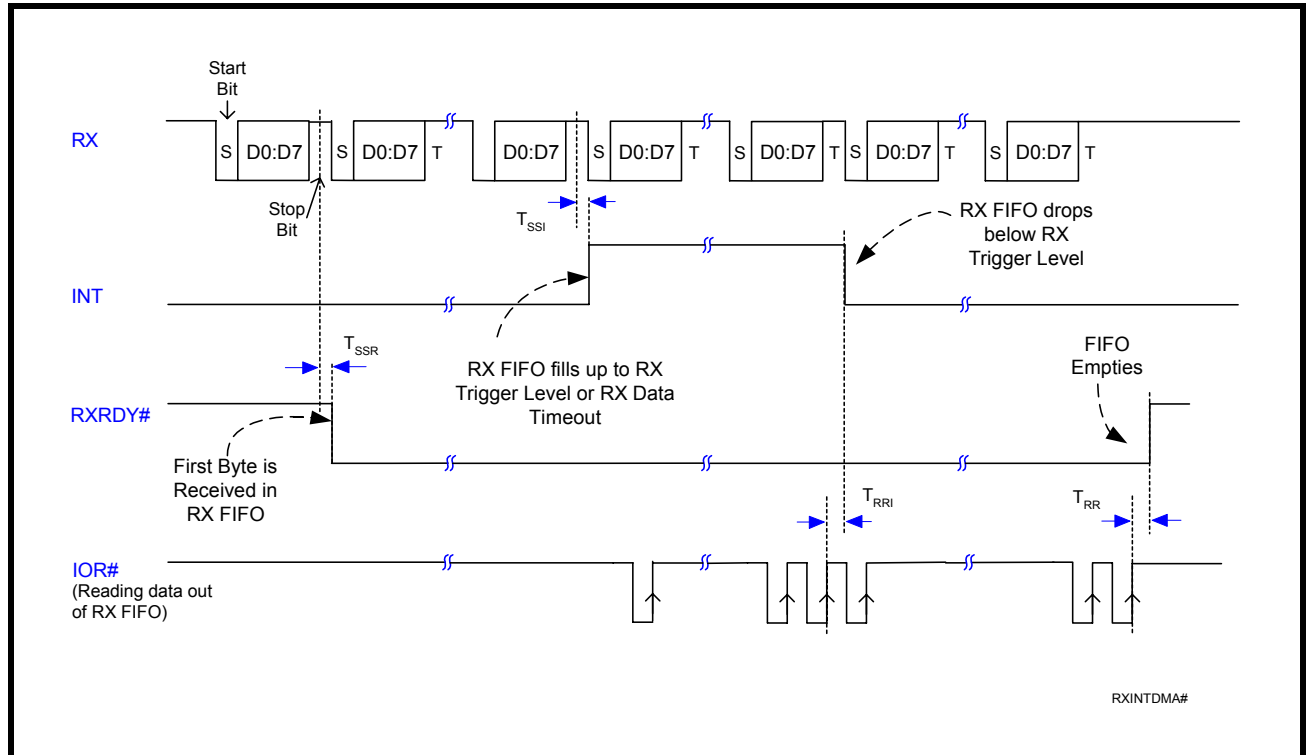 Start
Bit
RX
S D0:D7 S D0:D7 T D0:D7 S D0:D7 T S D0:D7 T S D0:D7 T S D0:D7 T
Stop
Bit
TSSI
RX FIFO drops
below RX
Trigger Level
INT
TSSR
RX FIFO fills up to RX
Trigger Level or RX Data
Timeout
FIFO
Empties
RXRDY#
First Byte is
Received in
RX FIFO
TRRI
TRR
IOR#
(Reading data out
of RX FIFO)
RXINTDMA#